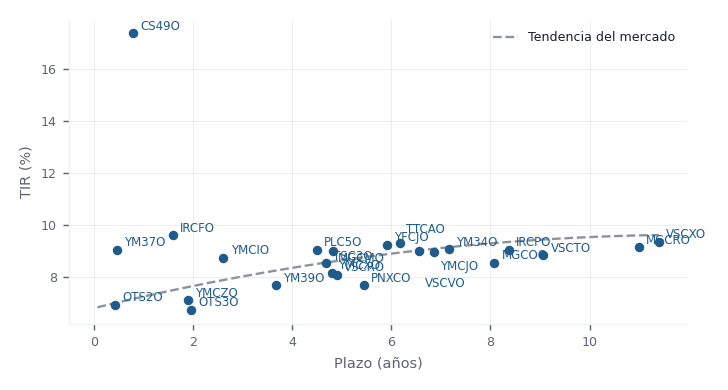 CS49O
Tendencia del mercado
16
14
12
10
8
TIR (%)
YM37O
IRCFO
YMCIO
OTS2O
YMCZO
OTS3O
YM39O
PLC5O
PNXCO
YFCJO
TTCAO
YM34O
YMCJO
VSCVO
IRCPO
VSCTO
MGCRO
VSCXO
0
2
4
6
8
10
Plazo (años)